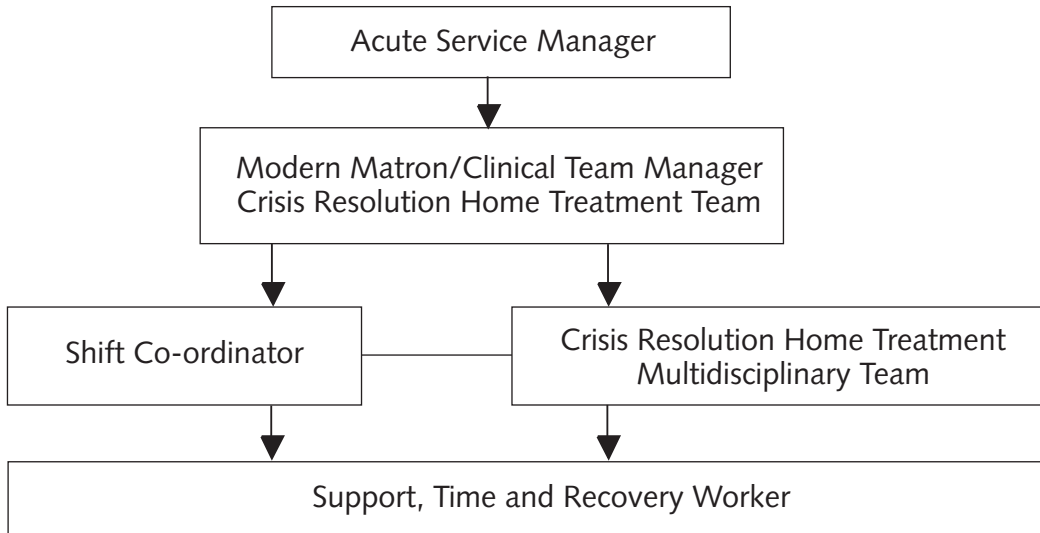 Acute Service Manager
Modern Matron/Clinical Team Manager
Crisis Resolution Home Treatment Team
Shift Co-ordinator
Crisis Resolution Home Treatment
Multidisciplinary Team
Support, Time and Recovery Worker